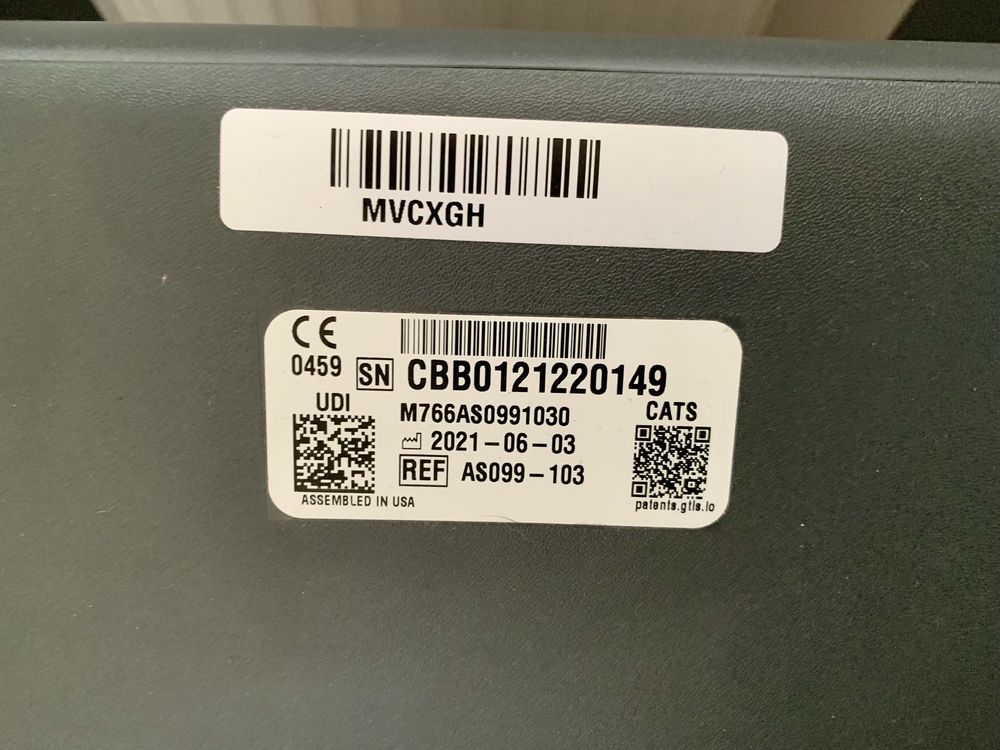 MVCXGH
CE
0459
SN CBB0121220149
UDI
M766AS0991030
CATS
2021-06-03
REF AS099-103
ASSEMBLED IN USA
patents.gtls.io